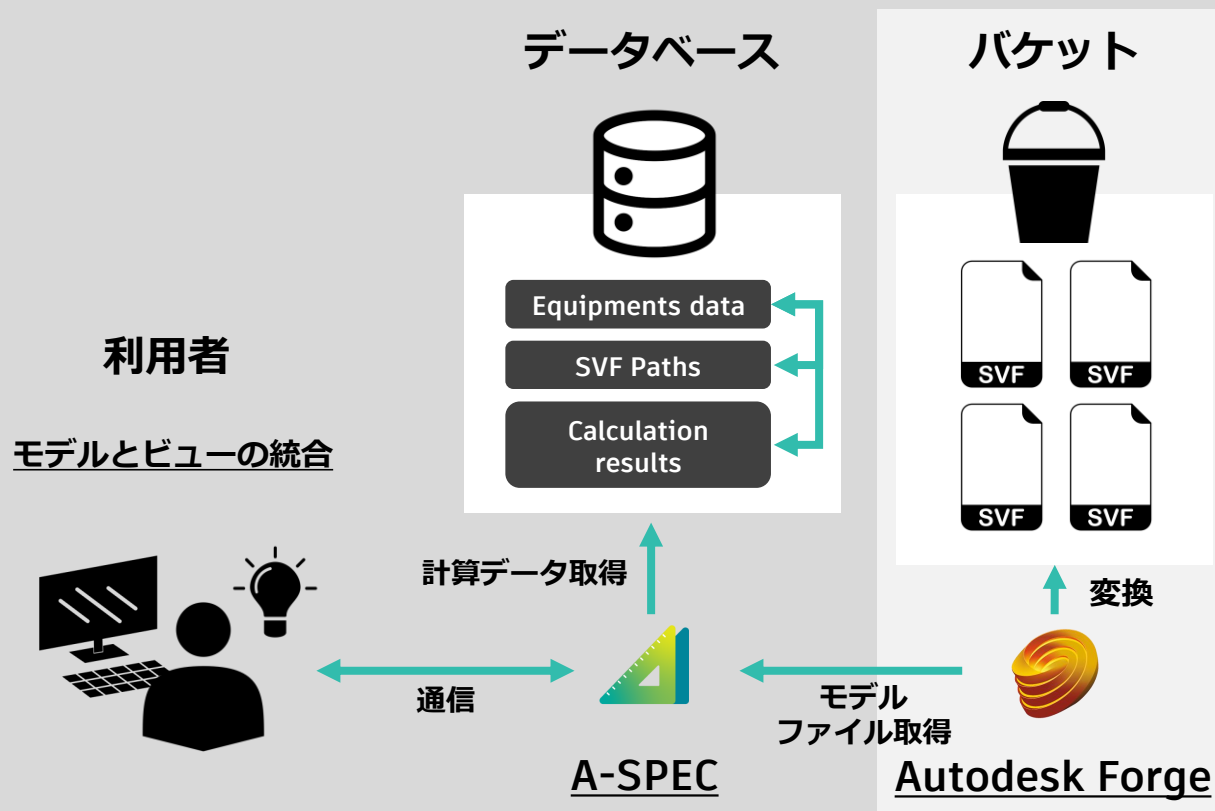 データベース
バケット
Equipments data
SVF Paths
Calculation
results
SVF
SVF
SVF
SVF
利用者
モデルとビューの統合
計算データ取得
変換
通信
モデル
ファイル取得
A-SPEC
Autodesk Forge